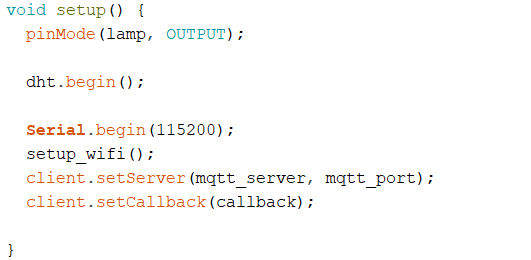 void setup() {
  pinMode(lamp, OUTPUT);

  dht.begin();

  Serial.begin(115200);
  setup_wifi();
  client.setServer(mqtt_server, mqtt_port);
  client.setCallback(callback);

}